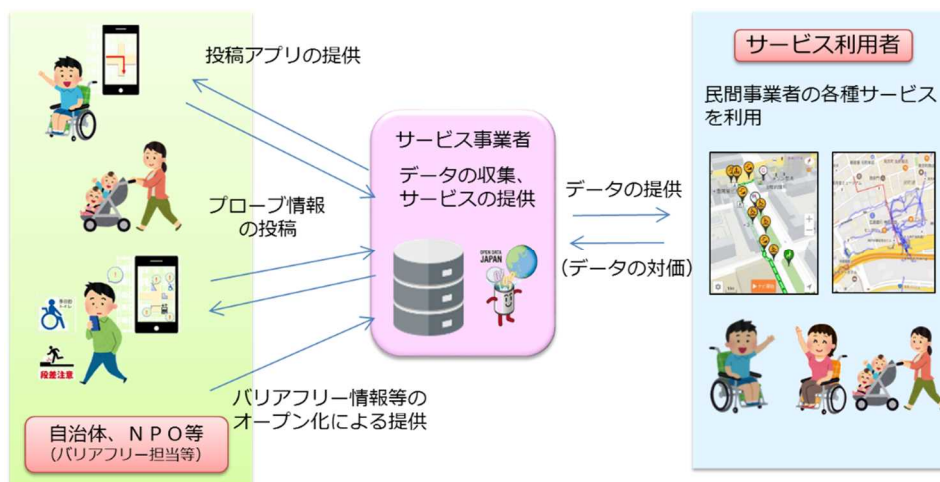 投稿アプリの提供
プローブ情報
の投稿
多目的
トイレ
段差注意
バリアフリー情報等の
オープン化による提供
自治体、ＮＰＯ等
（バリアフリー担当等）
サービス事業者
データの収集、
サービスの提供
OPEN DATA
JAPAN
データの提供
（データの対価）
サービス利用者
民間事業者の各種サービス
を利用